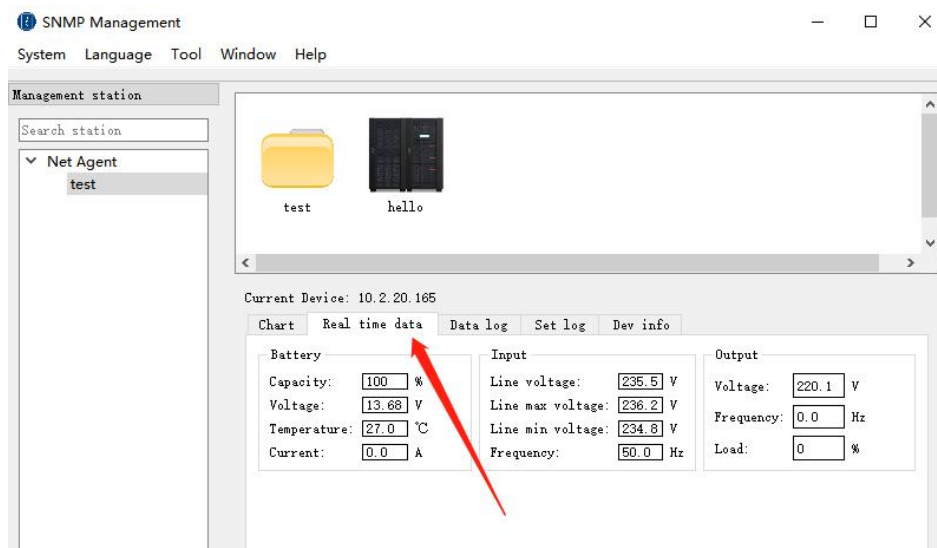 SNMP Management
System Language Tool Window Help
Management station
Search station
Net Agent
test
test hello
Current Device: 10.2.20.165
Chart Real time data Data log Set log Dev info
Battery Input Output
Capacity: 100 % Line voltage: 235.5 V Voltage: 220.1 V
Voltage: 13.68 V Line max voltage: 236.2 V Frequency: 0.0 Hz
Temperature: 27.0 ℃ Line min voltage: 234.8 V Load: 0 %
Current: 0.0 A Frequency: 50.0 Hz